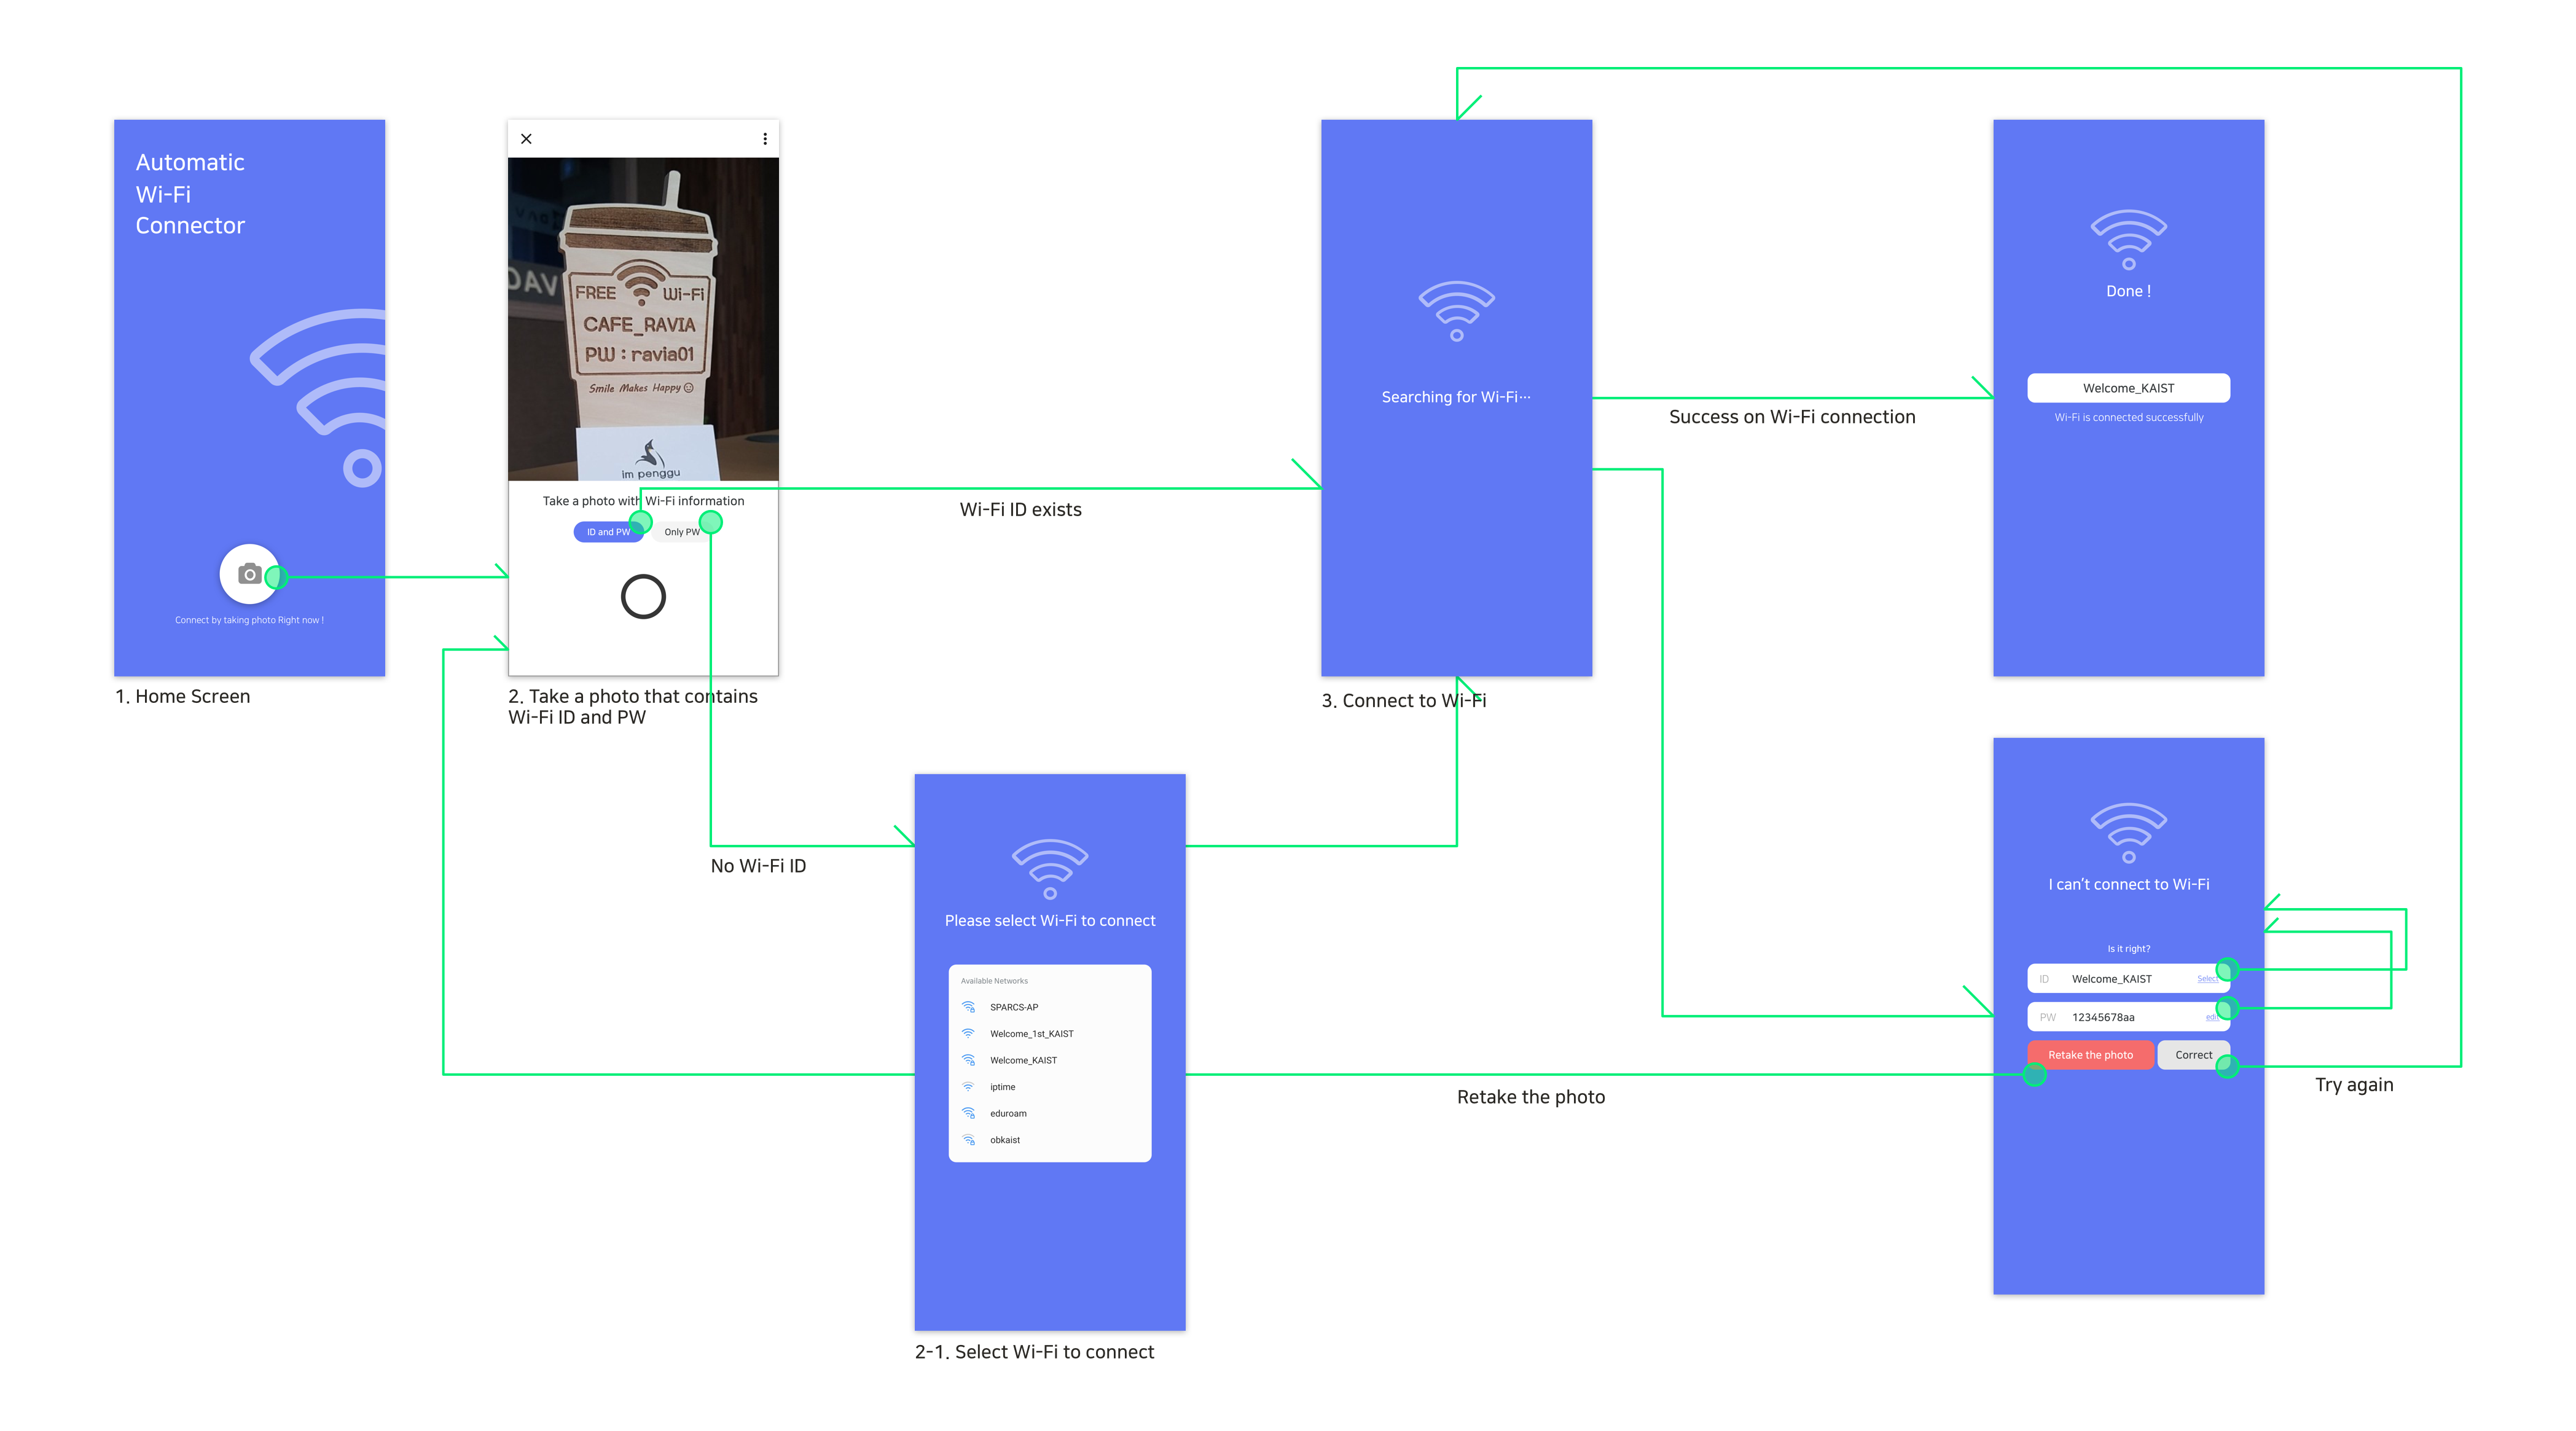 Automatic
Wi-Fi
Connector
Connect by taking photo Right now !
1. Home Screen
FREE Wi-Fi
CAFE_RAVIA
PW : ravia01
Smile Makes Happy
im penggu
Take a photo with Wi-Fi information
ID and PW
Only PW
2. Take a photo that contains
Wi-Fi ID and PW
Wi-Fi ID exists
No Wi-Fi ID
Please select Wi-Fi to connect
Available Networks
SPARCS-AP
Welcome_1st_KAIST
Welcome_KAIST
iptime
eduroam
obkaist
2-1. Select Wi-Fi to connect
Searching for Wi-Fi···
3. Connect to Wi-Fi
Success on Wi-Fi connection
Done !
Welcome_KAIST
Wi-Fi is connected successfully
I can't connect to Wi-Fi
Is it right?
ID Welcome_KAIST Select
PW 12345678aa edit
Retake the photo
Correct
Retake the photo
Try again